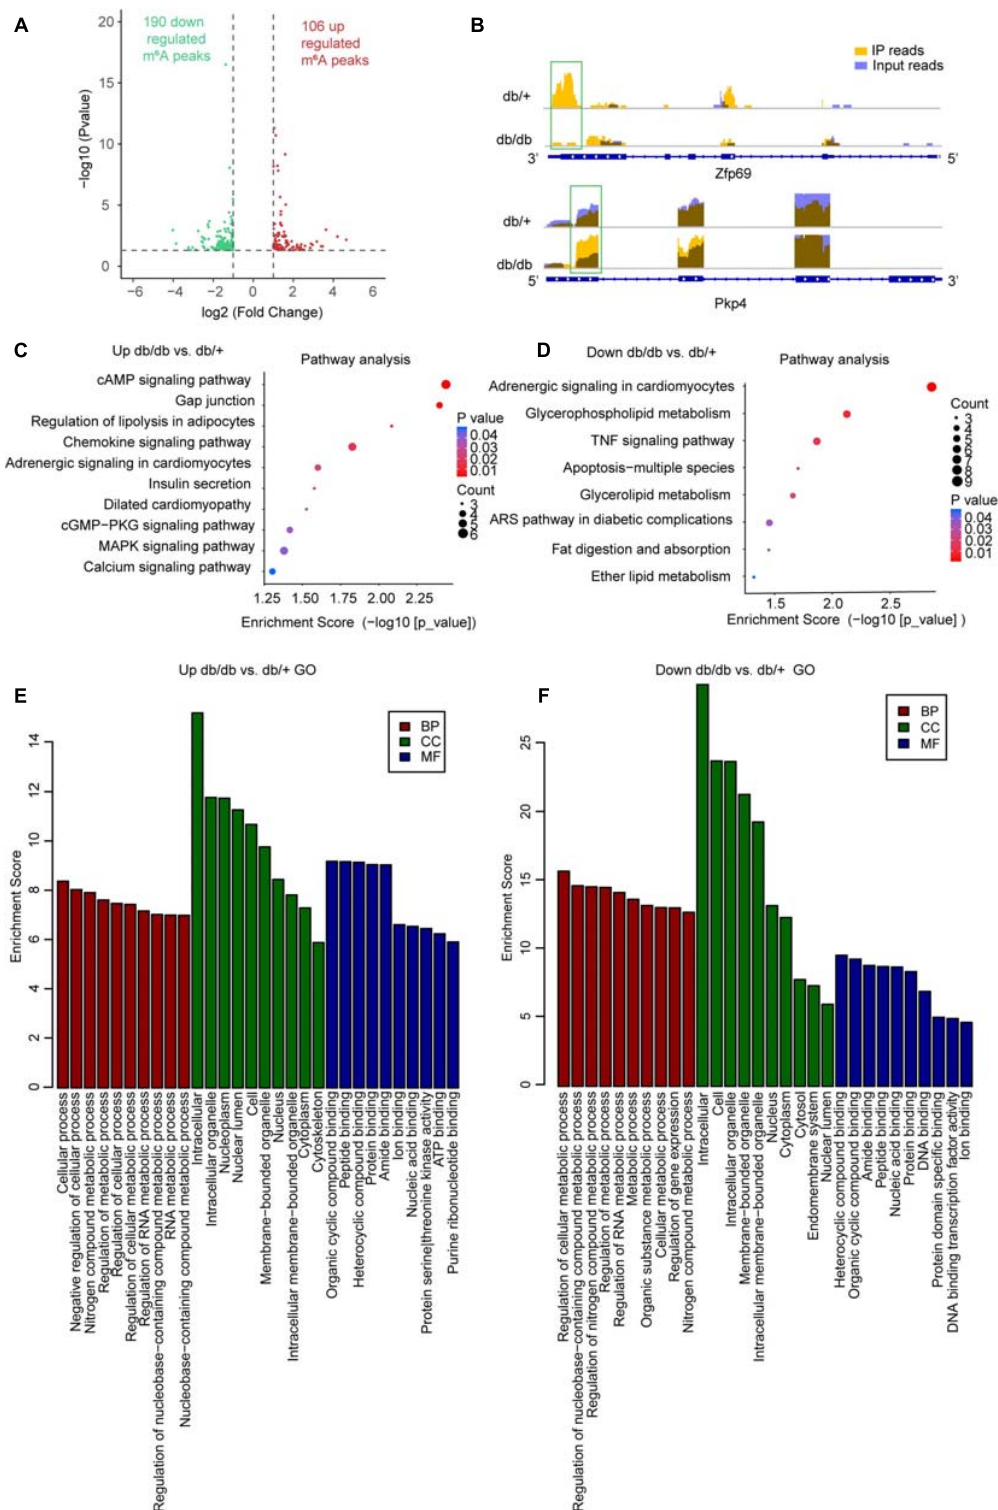 A
190 down
regulated
m⁶A peaks
106 up
regulated
m⁶A peaks
20
15
10
5
0
−log10 (Pvalue)
−6 −4 −2 0 2 4 6
log2 (Fold Change)
B
IP reads
Input reads
db/+
db/db
3' 5'
Zfp69
db/+
db/db
5' 3'
Pkp4
C
Up db/db vs. db/+
Pathway analysis
cAMP signaling pathway
Gap junction
Regulation of lipolysis in adipocytes
Chemokine signaling pathway
Adrenergic signaling in cardiomyocytes
Insulin secretion
Dilated cardiomyopathy
cGMP−PKG signaling pathway
MAPK signaling pathway
Calcium signaling pathway
1.25 1.50 1.75 2.00 2.25
Enrichment Score (−log10 [p_value])
P value
0.04
0.03
0.02
0.01
Count
3
4
5
6
D
Down db/db vs. db/+
Pathway analysis
Adrenergic signaling in cardiomyocytes
Glycerophospholipid metabolism
TNF signaling pathway
Apoptosis−multiple species
Glycerolipid metabolism
ARS pathway in diabetic complications
Fat digestion and absorption
Ether lipid metabolism
1.5 2.0 2.5
Enrichment Score (−log10 [p_value] )
Count
3
4
5
6
7
8
9
P value
0.04
0.03
0.02
0.01
E
Up db/db vs. db/+ GO
BP
CC
MF
14
12
10
8
6
4
2
0
Enrichment Score
Cellular process
Negative regulation of cellular process
Nitrogen compound metabolic process
Regulation of metabolic process
Regulation of cellular process
Regulation of cellular metabolic process
Regulation of RNA metabolic process
Regulation of nucleobase−containing compound metabolic process
RNA metabolic process
Nucleobase−containing compound metabolic process
Intracellular
Intracellular organelle
Nucleoplasm
Nuclear lumen
Cell
Membrane−bounded organelle
Nucleus
Intracellular membrane−bounded organelle
Cytoplasm
Cytoskeleton
Organic cyclic compound binding
Peptide binding
Heterocyclic compound binding
Protein binding
Amide binding
Ion binding
Nucleic acid binding
Protein serine|threonine kinase activity
ATP binding
Purine ribonucleotide binding
F
Down db/db vs. db/+ GO
BP
CC
MF
25
20
15
10
5
0
Enrichment Score
Regulation of cellular metabolic process
Regulation of nucleobase−containing compound metabolic process
Regulation of nitrogen compound metabolic process
Regulation of metabolic process
Regulation of RNA metabolic process
Metabolic process
Organic substance metabolic process
Cellular metabolic process
Regulation of gene expression
Nitrogen compound metabolic process
Intracellular
Cell
Intracellular organelle
Membrane−bounded organelle
Intracellular membrane−bounded organelle
Nucleus
Cytoplasm
Cytosol
Endomembrane system
Nuclear lumen
Heterocyclic compound binding
Organic cyclic compound binding
Amide binding
Peptide binding
Nucleic acid binding
Protein binding
DNA binding
Protein domain specific binding
DNA binding transcription factor activity
Ion binding